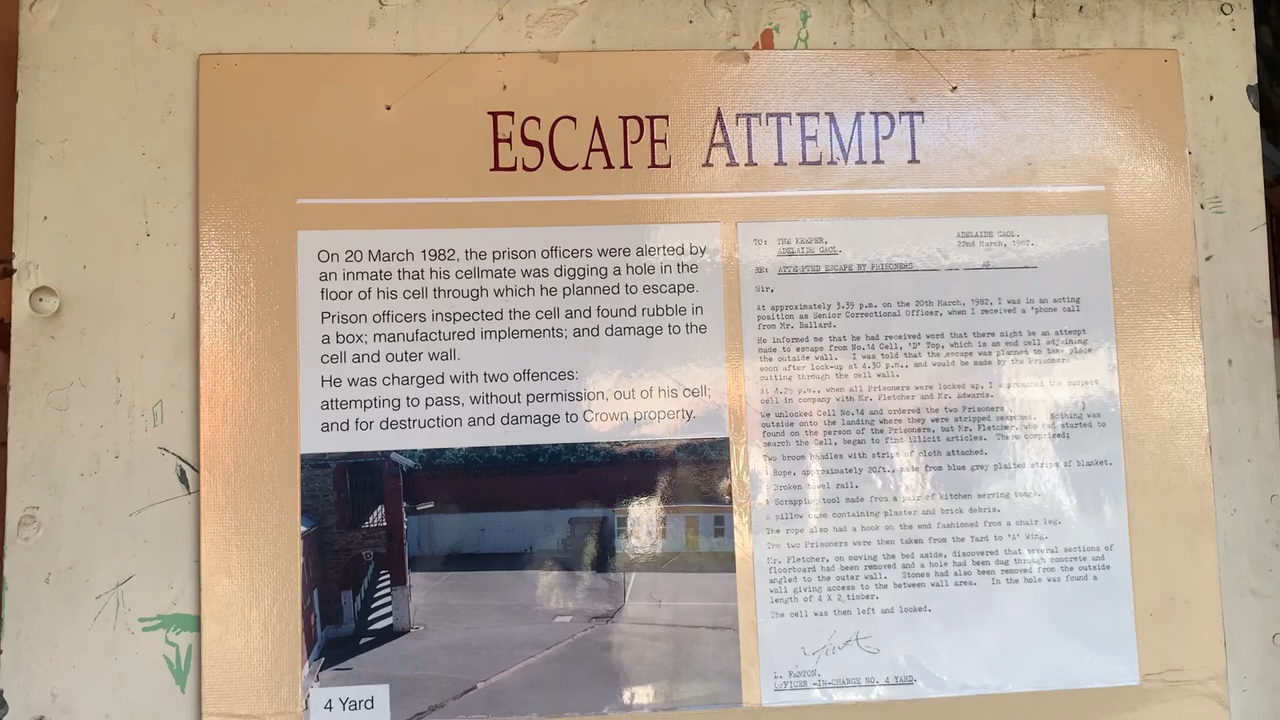 ESCAPE ATTEMPT
On 20 March 1982, the prison officers were alerted by
an inmate that his cellmate was digging a hole in the
floor of his cell through which he planned to escape.
Prison officers inspected the cell and found rubble in
a box; manufactured implements; and damage to the
cell and outer wall.
He was charged with two offences:
attempting to pass, without permission, out of his cell;
and for destruction and damage to Crown property.
4 Yard
ADELAIDE GAOL.
22nd March, 1982.
TO: THE KEEPER,
ADELAIDE GAOL.
RE: ATTEMPTED ESCAPE BY PRISONERS
Sir,
At approximately 3.39 p.m. on the 20th March, 1982, I was in an acting
position as Senior Correctional Officer, when I received a 'phone call
from Mr. Ballard.
He informed me that he had received word that there might be an attempt
made to escape from No.14 Cell, 'D' Top, which is an end cell adjoining
the outside wall. I was told that the escape was planned to take place
soon after lock-up at 4.30 p.m., and would be made by the Prisoners
cutting through the cell wall.
At 4.25 p.m., when all Prisoners were locked up, I approached the suspect
cell in company with Mr. Fletcher and Mr. Edwards.
We unlocked Cell No.14 and ordered the two Prisoners )
outside onto the landing where they were stripped searched. Nothing was
found on the person of the Prisoners, but Mr. Fletcher, who had started to
search the Cell, began to find illicit articles. These comprised;
Two broom handles with strips of cloth attached.
Rope, approximately 20ft., made from blue grey plaited strips of blanket.
Broken towel rail.
Scrapping tool made from a pair of kitchen serving tongs.
A pillow case containing plaster and brick debris.
The rope also had a hook on the end fashioned from a chair leg.
The two Prisoners were then taken from the Yard to 'A' Wing.
Mr. Fletcher, on moving the bed aside, discovered that several sections of
floorboard had been removed and a hole had been dug through concrete and
angled to the outer wall. Stones had also been removed from the outside
wall giving access to the between wall area. In the hole was found a
length of 4 X 2 timber.
The cell was then left and locked.
L. FENTON.
OFFICER -IN-CHARGE NO. 4 YARD.